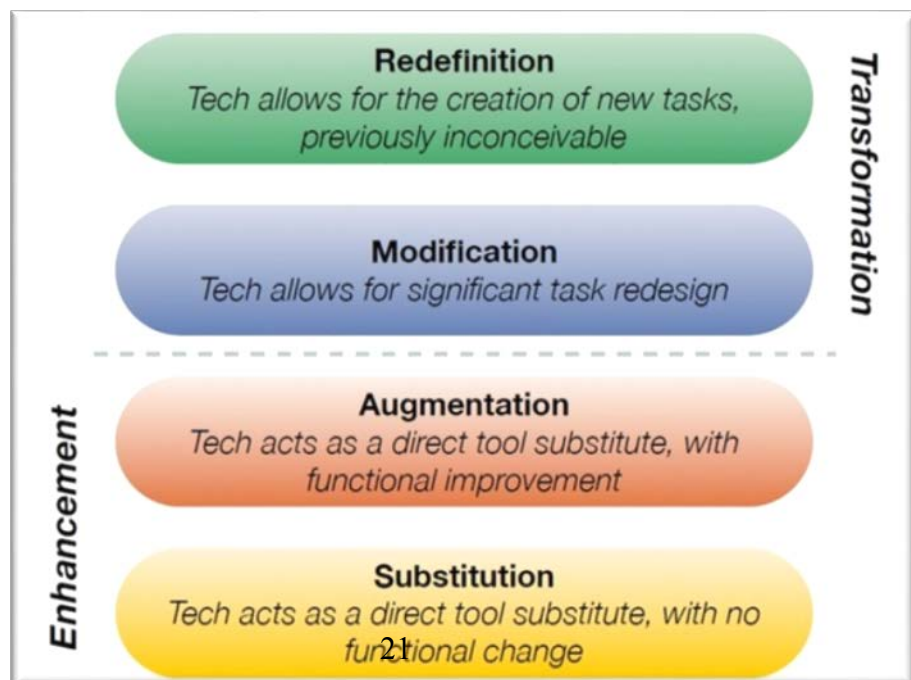 Redefinition
Tech allows for the creation of new tasks,
previously inconceivable
Transformation
Modification
Tech allows for significant task redesign
Augmentation
Tech acts as a direct tool substitute, with
functional improvement
Enhancement
Substitution
Tech acts as a direct tool substitute, with no
functional change
21